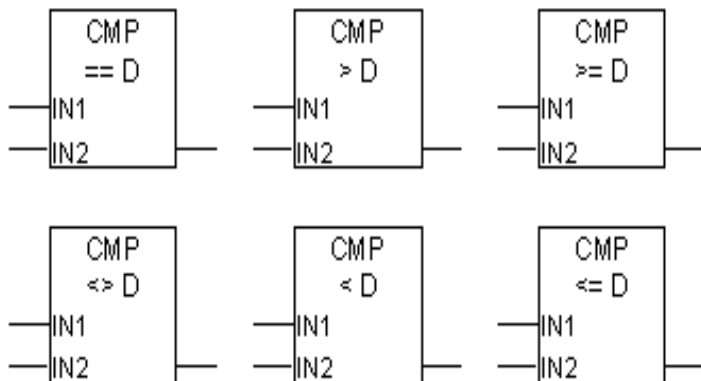 CMP
== D
IN1
IN2
CMP
> D
IN1
IN2
CMP
>= D
IN1
IN2
CMP
<> D
IN1
IN2
CMP
< D
IN1
IN2
CMP
<= D
IN1
IN2